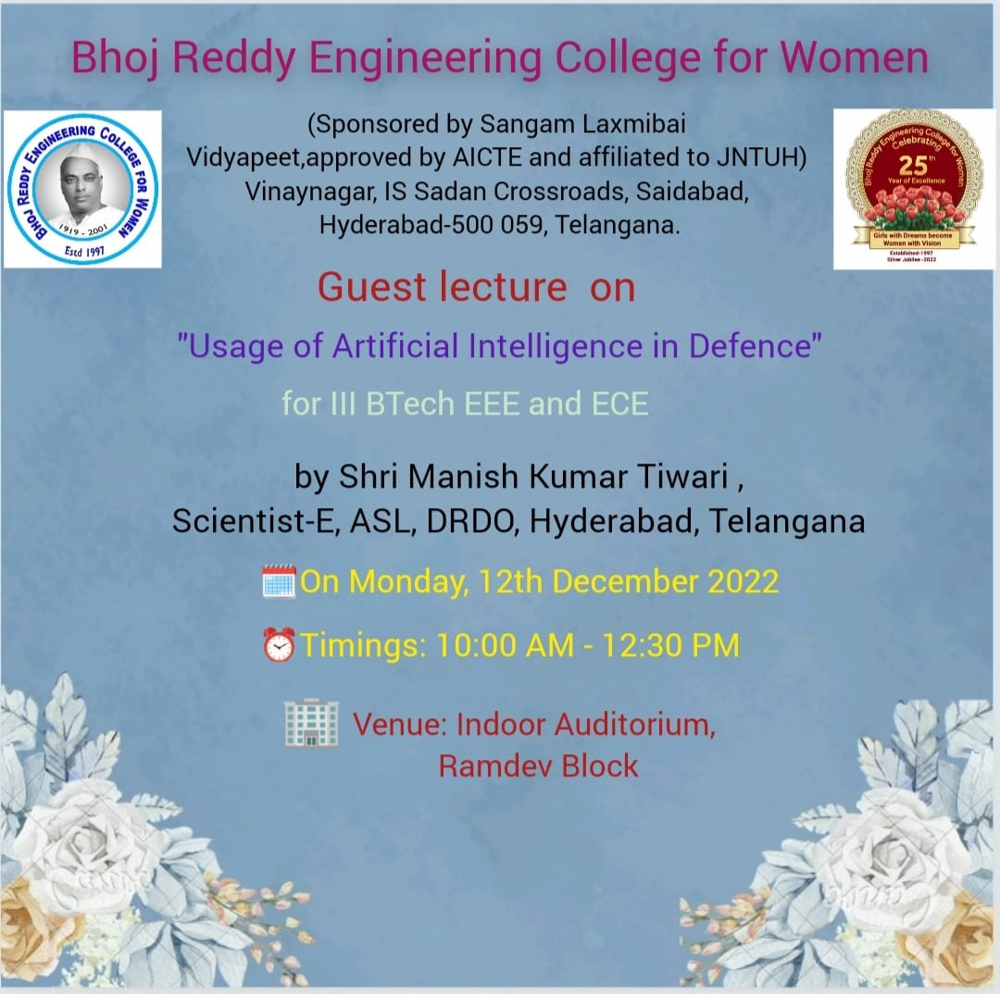 Bhoj Reddy Engineering College for Women
(Sponsored by Sangam Laxmibai
Vidyapeet,approved by AICTE and affiliated to JNTUH)
Vinaynagar, IS Sadan Crossroads, Saidabad,
Hyderabad-500 059, Telangana.
BHOJ REDDY ENGINEERING COLLEGE FOR WOMEN
1919 - 2001
Estd 1997
Bhoj Reddy Engineering College for Women
Celebrating
25th
Year of Excellence
Girls with Dreams become
Women with Vision
Established-1997
Silver Jubilee -2022
Guest lecture on
"Usage of Artificial Intelligence in Defence"
for III BTech EEE and ECE
by Shri Manish Kumar Tiwari ,
Scientist-E, ASL, DRDO, Hyderabad, Telangana
On Monday, 12th December 2022
Timings: 10:00 AM - 12:30 PM
Venue: Indoor Auditorium,
Ramdev Block